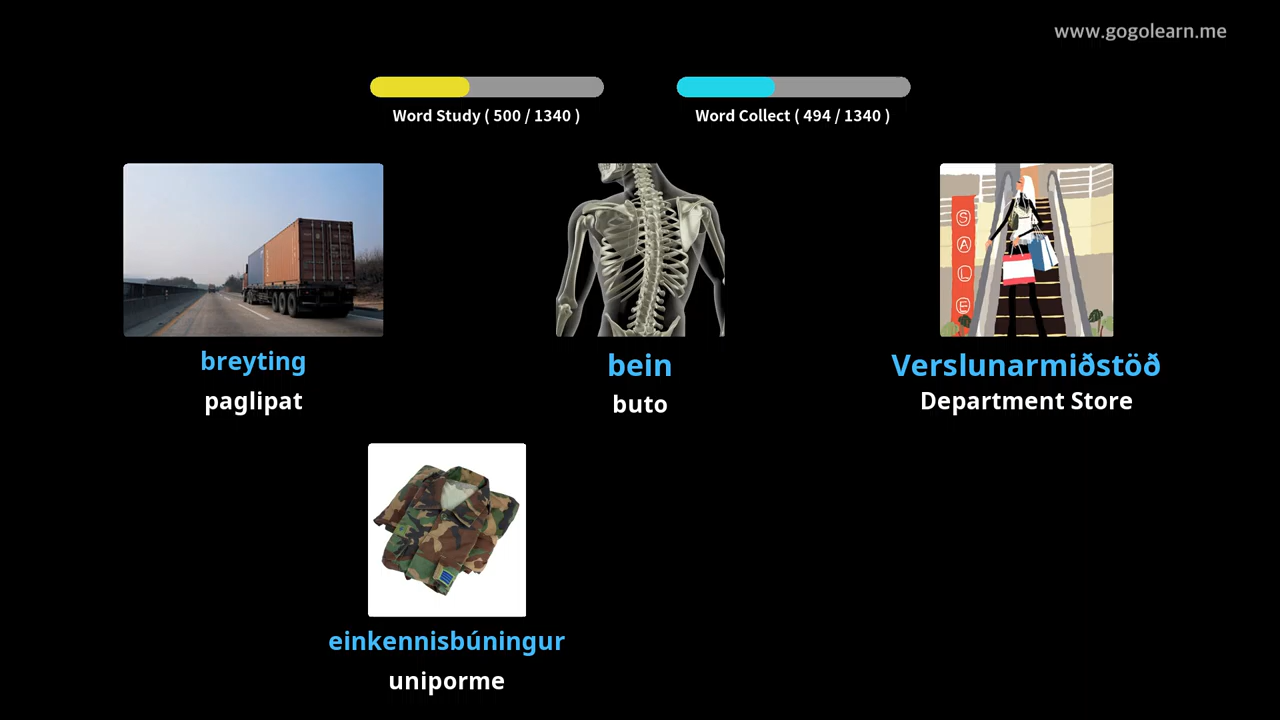 www.gogolearn.me
Word Study ( 500 / 1340 )
Word Collect ( 494 / 1340 )
SALE
breyting
paglipat
bein
buto
Verslunarmiðstöð
Department Store
einkennisbúningur
uniporme